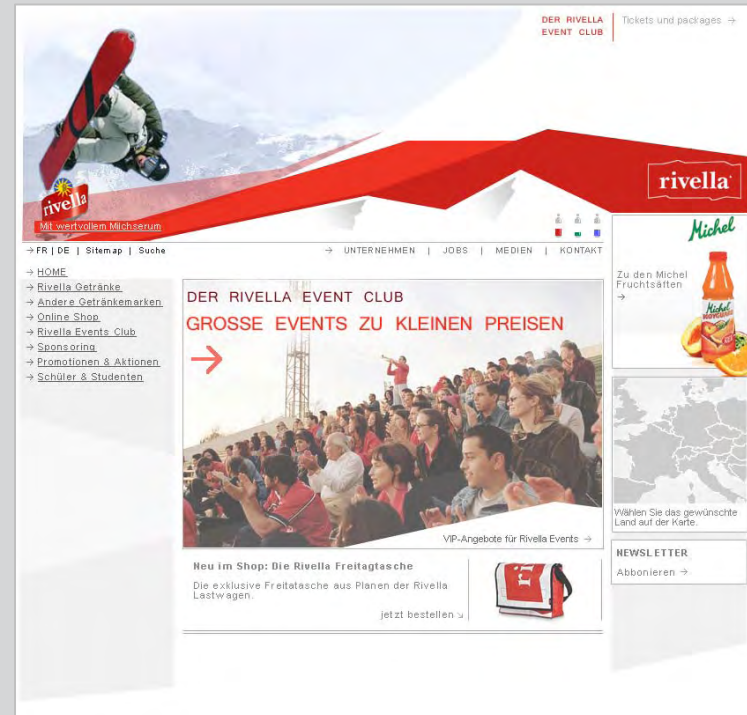 DER RIVELLA
EVENT CLUB
Tickets und packages →
rivella
Mit wertvollem Milchserum
rivella
→ FR | DE | Sitemap | Suche
→ UNTERNEHMEN | JOBS | MEDIEN | KONTAKT
→ HOME
→ Rivella Getränke
→ Andere Getränkemarken
→ Online Shop
→ Rivella Events Club
→ Sponsoring
→ Promotionen & Aktionen
→ Schüler & Studenten
DER RIVELLA EVENT CLUB
GROSSE EVENTS ZU KLEINEN PREISEN
→
VIP-Angebote für Rivella Events →
Neu im Shop: Die Rivella Freitagtasche
Die exklusive Freitatasche aus Planen der Rivella
Lastwagen.
jetzt bestellen
ri
Michel
Zu den Michel
Fruchtsäften
→
Michel
Wählen Sie das gewünschte
Land auf der Karte.
NEWSLETTER
Abbonieren →